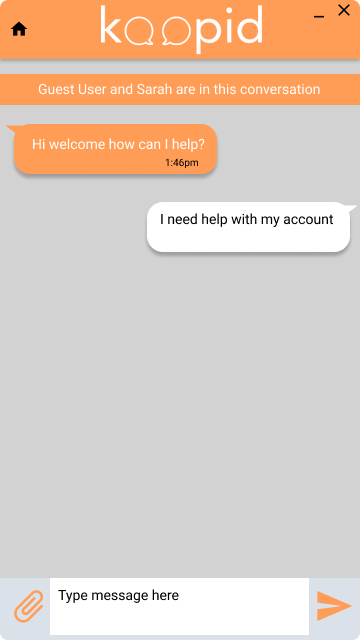 koopid
Guest User and Sarah are in this conversation
Hi welcome how can I help?
1:46pm
I need help with my account
Type message here